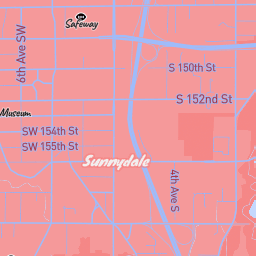 Safeway
6th Ave SW
S 150th St
S 152nd St
Museum
SW 154th St
SW 155th St
Sunnydale
4th Ave S